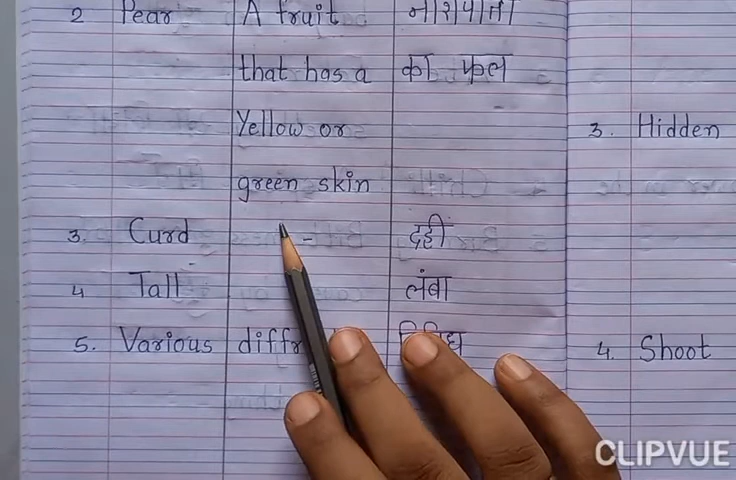 2 Pear A fruit नाशपाती
that has a का फल
Yellow or
green skin
3. Curd - दही
4 Tall लंबा
5. Various
3. Hidden
4. Shoot
CLIPVUE